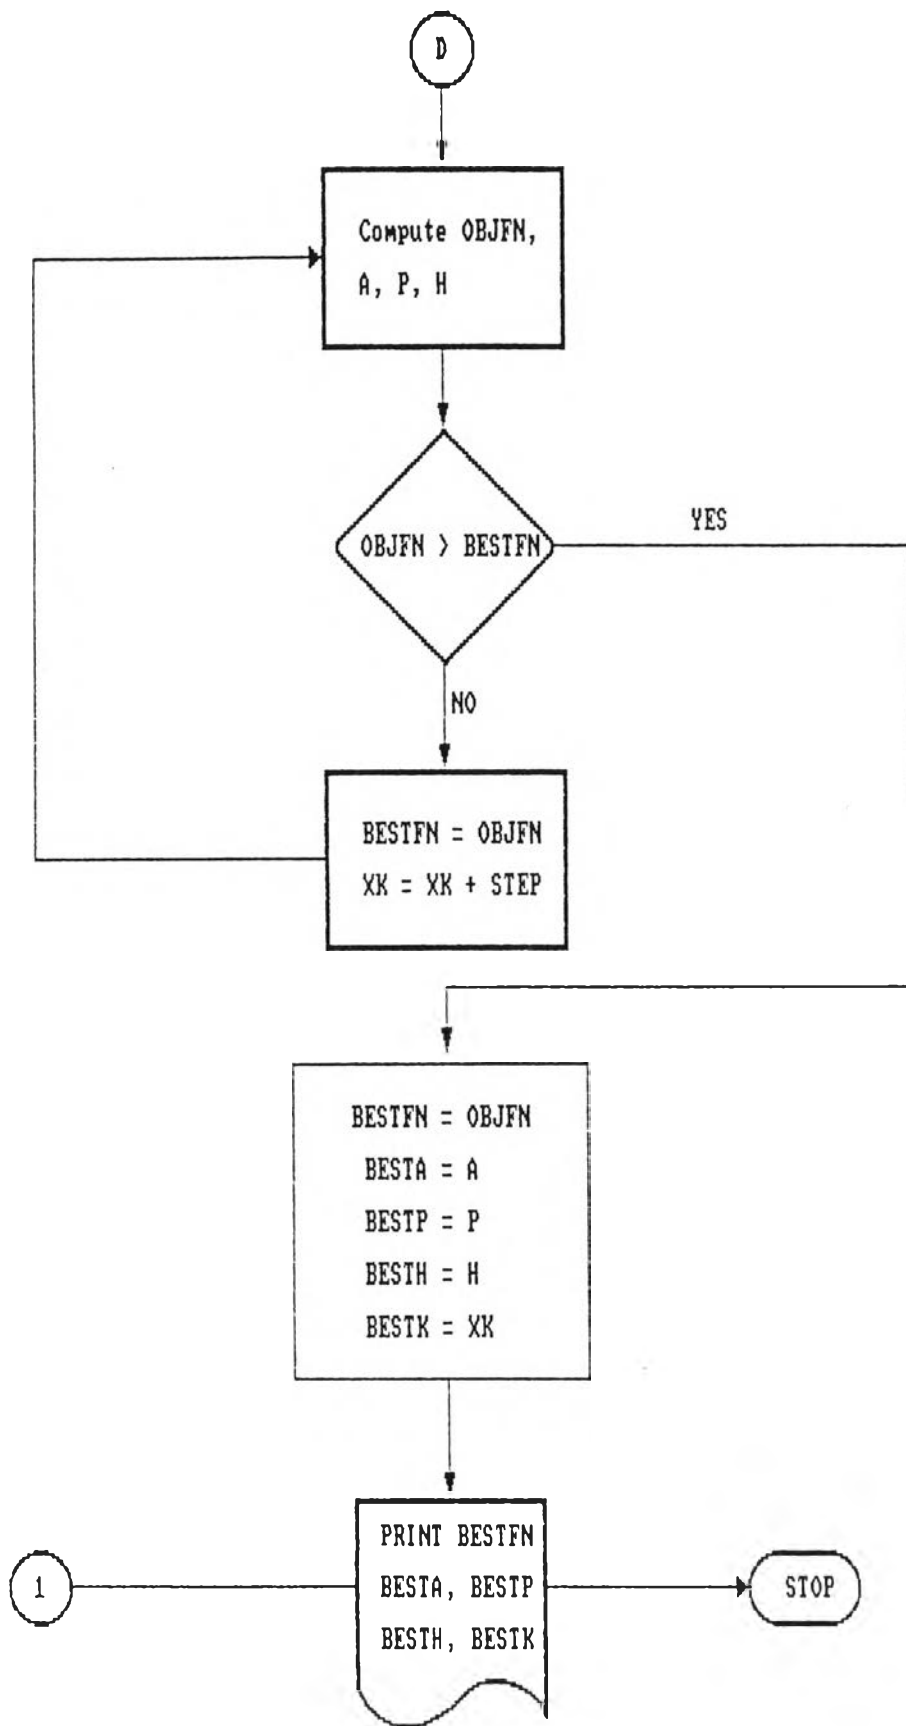 D
Compute OBJFN,
A, P, H
OBJFN > BESTFN
YES
NO
BESTFN = OBJFN
XK = XK + STEP
BESTFN = OBJFN
BESTA = A
BESTP = P
BESTH = H
BESTK = XK
1
PRINT BESTFN
BESTA, BESTP
BESTH, BESTK
STOP